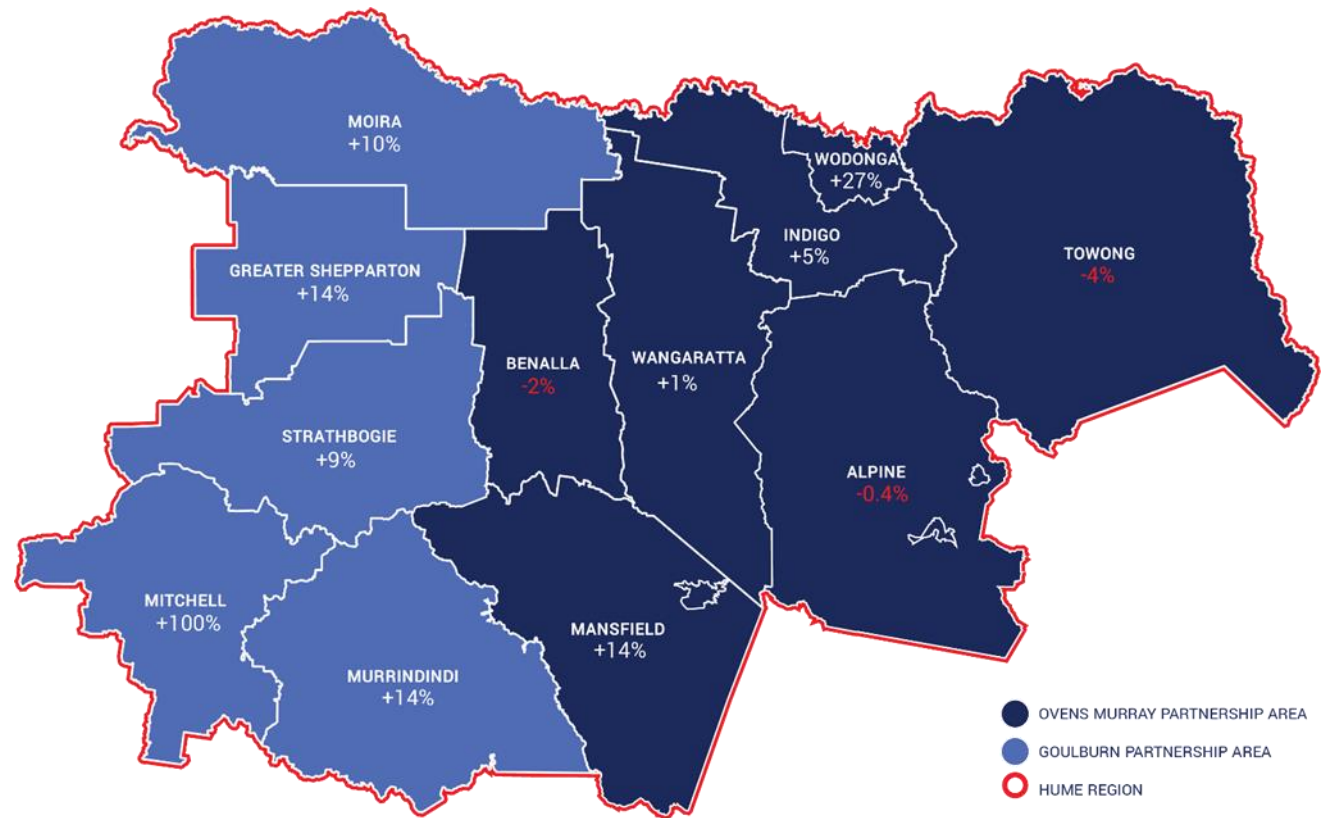 MOIRA
+10%
WODONGA
+27%
INDIGO
+5%
TOWONG
-4%
GREATER SHEPPARTON
+14%
BENALLA
-2%
WANGARATTA
+1%
STRATHBOGIE
+9%
ALPINE
-0.4%
MITCHELL
+100%
MANSFIELD
+14%
MURRINDINDI
+14%
OVENS MURRAY PARTNERSHIP AREA
GOULBURN PARTNERSHIP AREA
HUME REGION